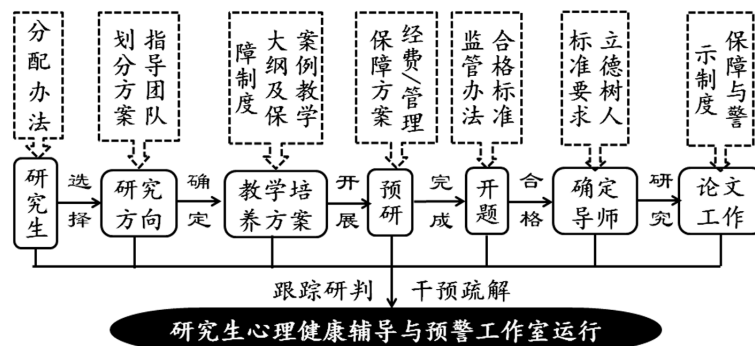 分配办法
指导团队
划分方案
案例教学
大纲及保
障制度
经费/管理
保障方案
合格标准
监管办法
立德树人
标准要求
保障与警
示制度
研究生
选择
研究
方向
确定
教学培
养方案
开展
预研
完成
开题
合格
确定
导师
研究
论文
工作
跟踪研判 干预疏解
研究生心理健康辅导与预警工作室运行